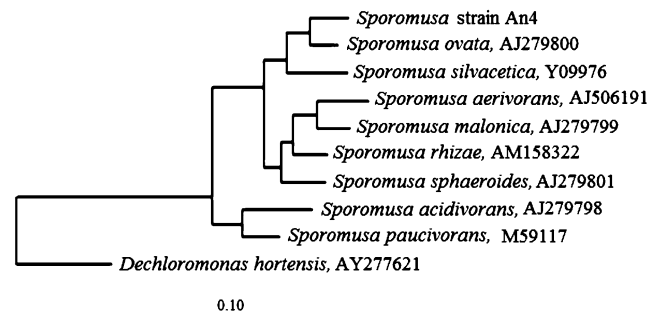 Sporomusa strain An4
Sporomusa ovata, AJ279800
Sporomusa silvacetica, Y09976
Sporomusa aerivorans, AJ506191
Sporomusa malonica, AJ279799
Sporomusa rhizae, AM158322
Sporomusa sphaeroides, AJ279801
Sporomusa acidivorans, AJ279798
Sporomusa paucivorans, M59117
Dechloromonas hortensis, AY277621
0.10